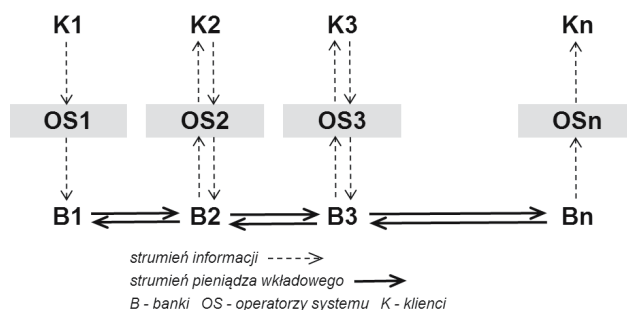 K1 K2 K3 Kn
OS1 OS2 OS3 OSn
B1 B2 B3 Bn
strumień informacji
strumień pieniądza wkładowego
B - banki OS - operatorzy systemu K - klienci